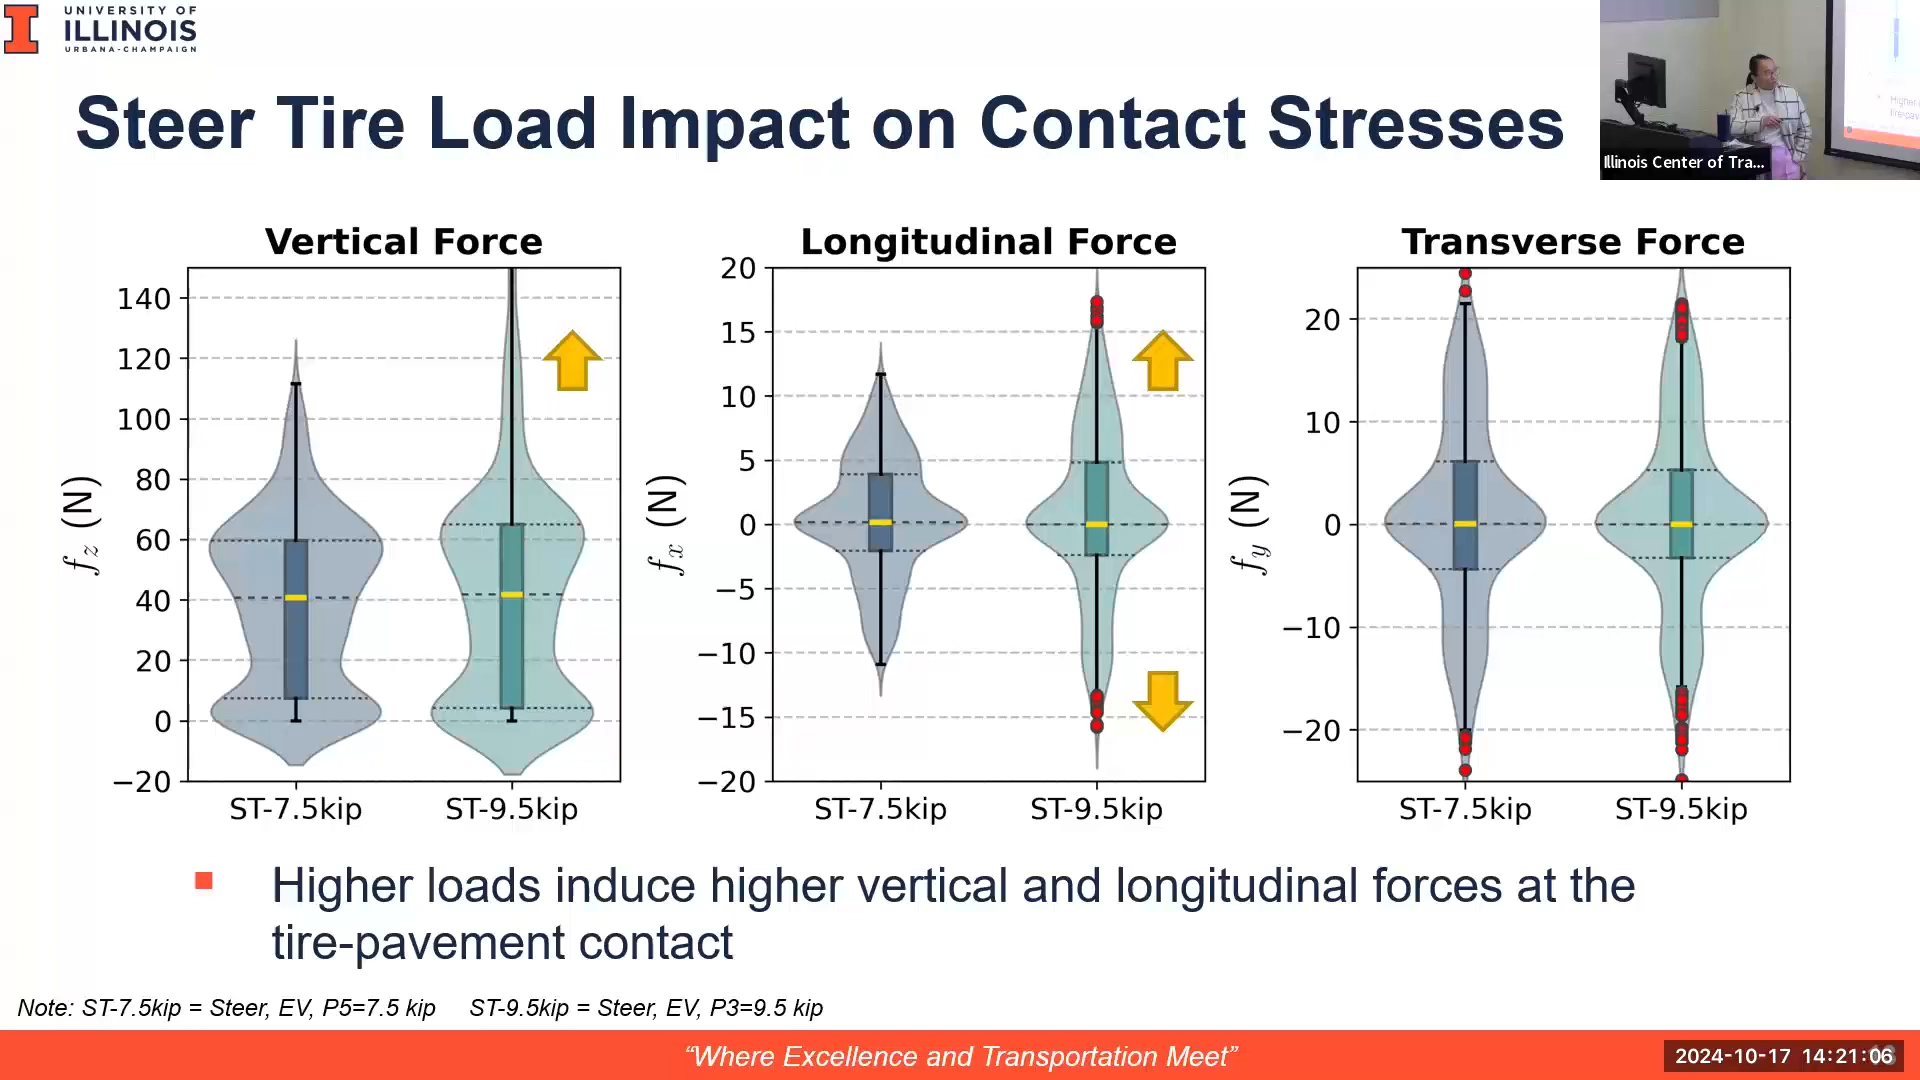 UNIVERSITY OF
ILLINOIS
URBANA-CHAMPAIGN
Steer Tire Load Impact on Contact Stresses
Illinois Center of Tra...
Vertical Force
Longitudinal Force
Transverse Force
140
120
100
80
60
40
20
0
−20
f_z (N)
ST-7.5kip
ST-9.5kip
20
15
10
5
0
−5
−10
−15
−20
f_x (N)
ST-7.5kip
ST-9.5kip
20
10
0
−10
−20
f_y (N)
ST-7.5kip
ST-9.5kip
Higher loads induce higher vertical and longitudinal forces at the
tire-pavement contact
Note: ST-7.5kip = Steer, EV, P5=7.5 kip ST-9.5kip = Steer, EV, P3=9.5 kip
“Where Excellence and Transportation Meet”
2024-10-17 14:21:06